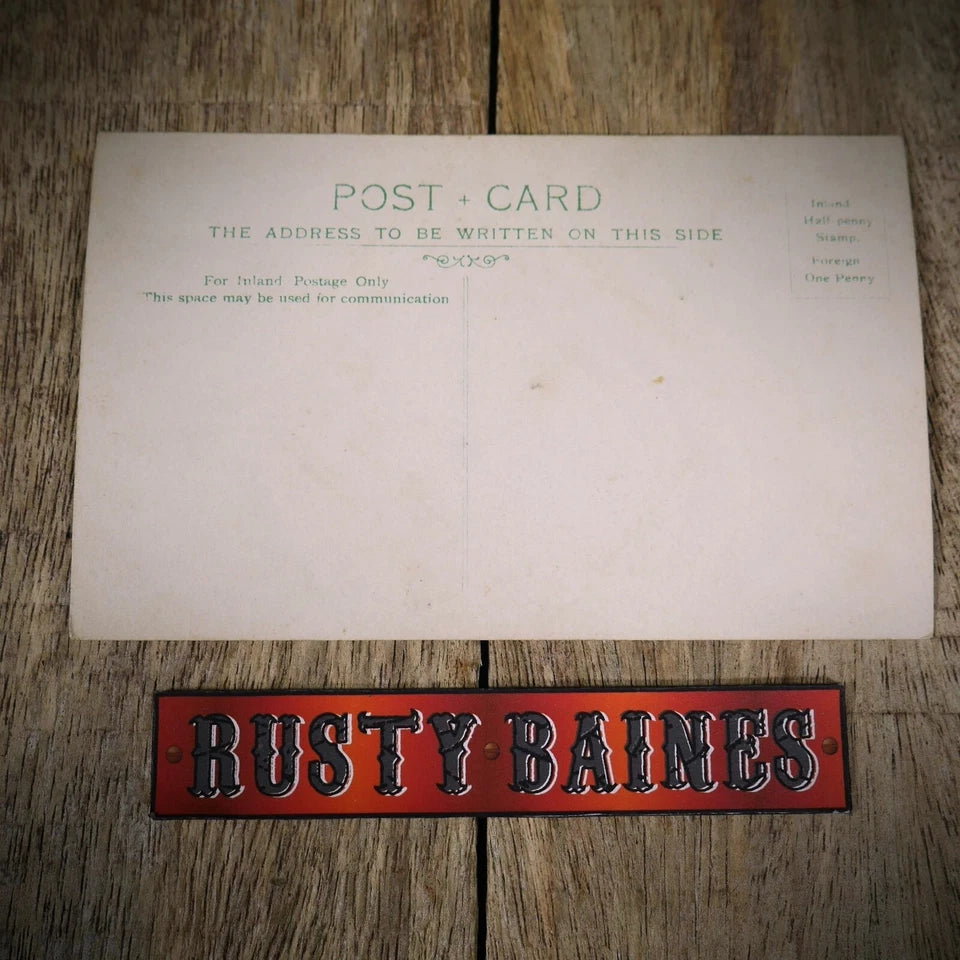 POST + CARD
THE ADDRESS TO BE WRITTEN ON THIS SIDE
Inland
Half-penny
Stamp.
Foreign
One Penny
For Inland Postage Only
This space may be used for communication
RUSTY BAINES